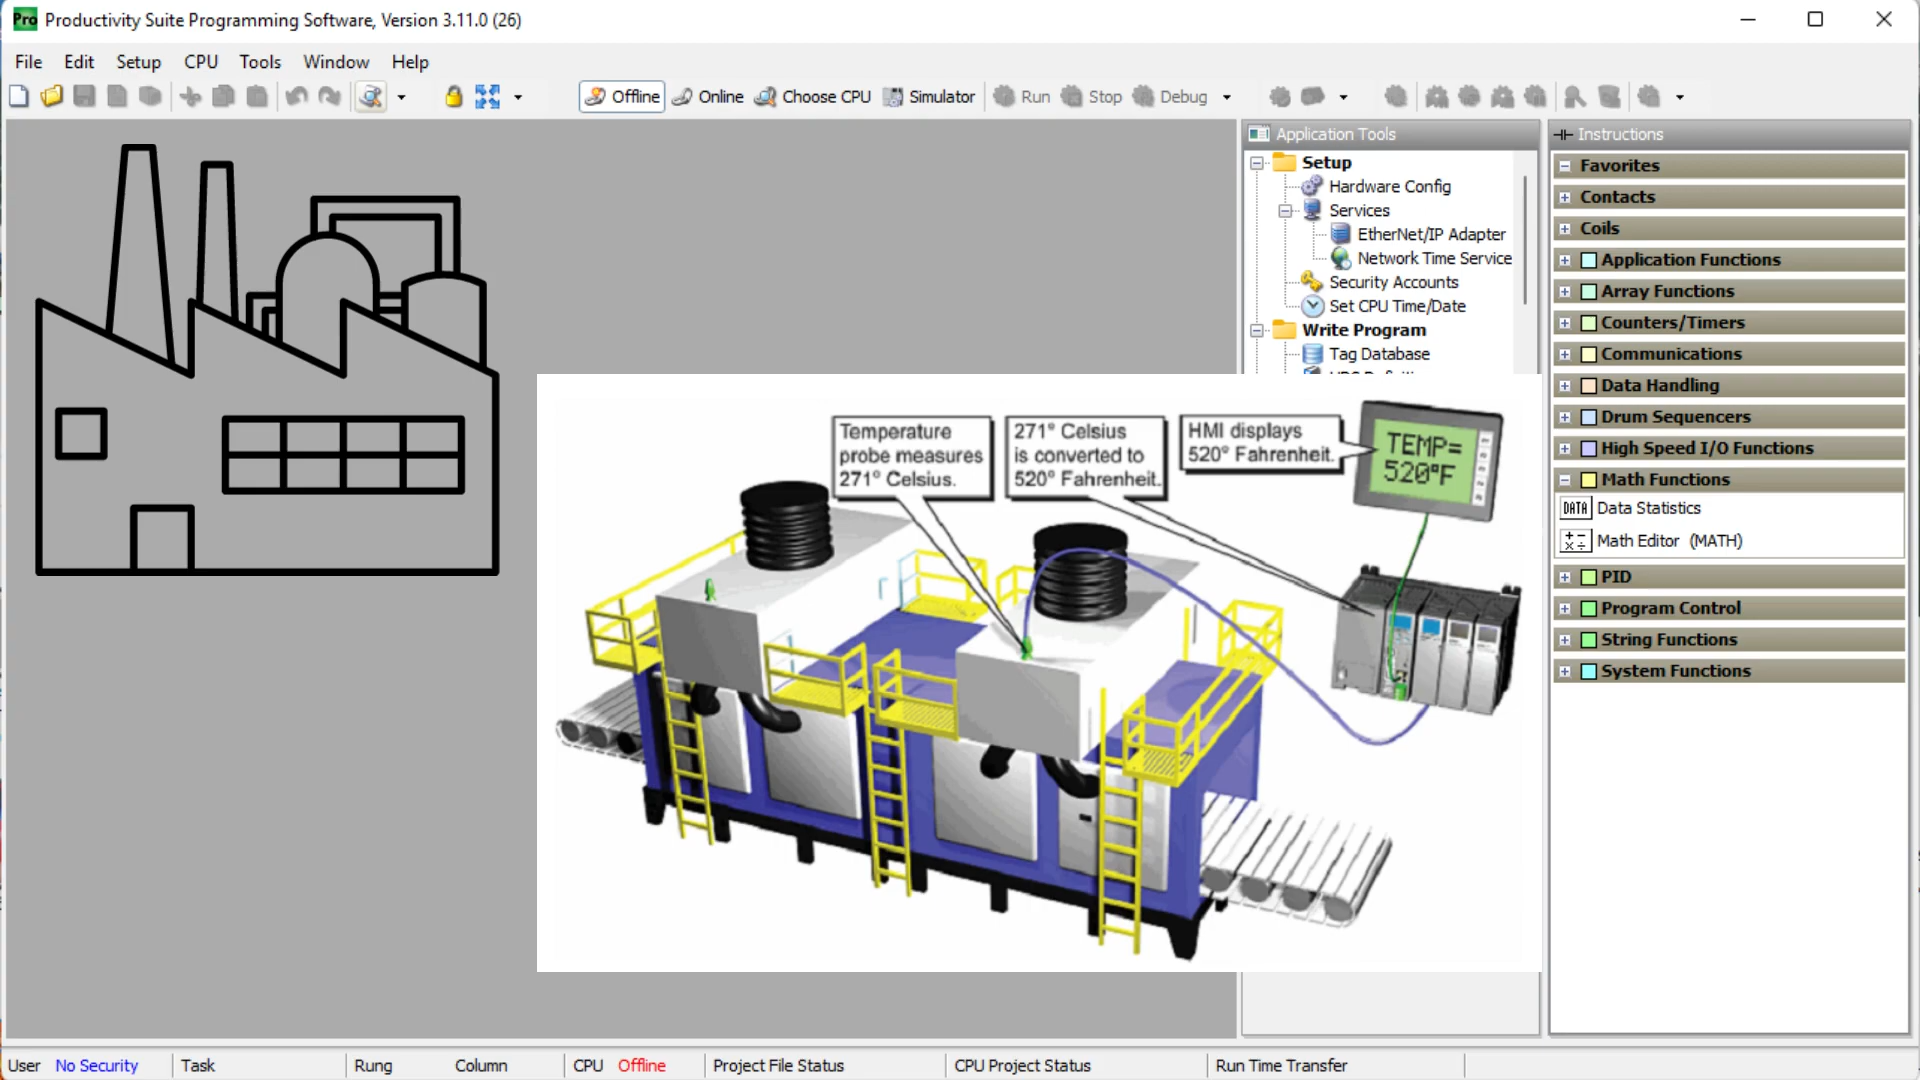 Pro Productivity Suite Programming Software, Version 3.11.0 (26)
File Edit Setup CPU Tools Window Help
Offline Online Choose CPU Simulator Run Stop Debug
Application Tools
Setup
Hardware Config
Services
EtherNet/IP Adapter
Network Time Service
Security Accounts
Set CPU Time/Date
Write Program
Tag Database
Instructions
Favorites
Contacts
Coils
Application Functions
Array Functions
Counters/Timers
Communications
Data Handling
Drum Sequencers
High Speed I/O Functions
Math Functions
DATA Data Statistics
Math Editor (MATH)
PID
Program Control
String Functions
System Functions
Temperature
probe measures
271° Celsius.
271° Celsius
is converted to
520° Fahrenheit.
HMI displays
520° Fahrenheit.
TEMP=
520°F
User No Security Task Rung Column CPU Offline Project File Status CPU Project Status Run Time Transfer